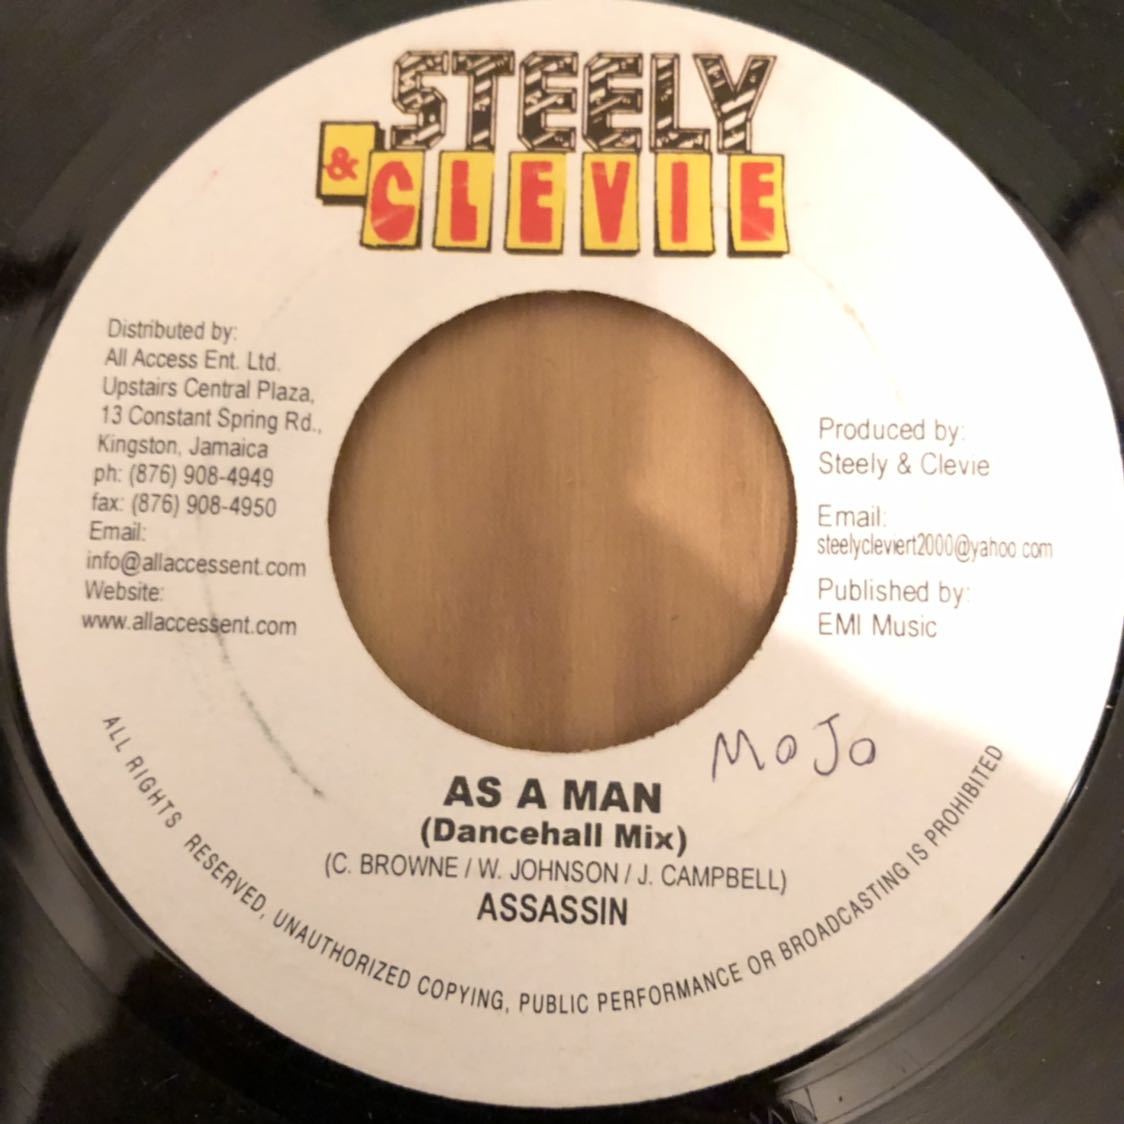 STEELY
& CLEVIE
Distributed by:
All Access Ent. Ltd.
Upstairs Central Plaza,
13 Constant Spring Rd.,
Kingston, Jamaica
ph: (876) 908-4949
fax: (876) 908-4950
Email:
info@allaccessent.com
Website:
www.allaccessent.com
Produced by:
Steely & Clevie
Email:
steelycleviert2000@yahoo.com
Published by:
EMI Music
MoJo
AS A MAN
(Dancehall Mix)
(C. BROWNE / W. JOHNSON / J. CAMPBELL)
ASSASSIN
ALL RIGHTS RESERVED, UNAUTHORIZED COPYING, PUBLIC PERFORMANCE OR BROADCASTING IS PROHIBITED